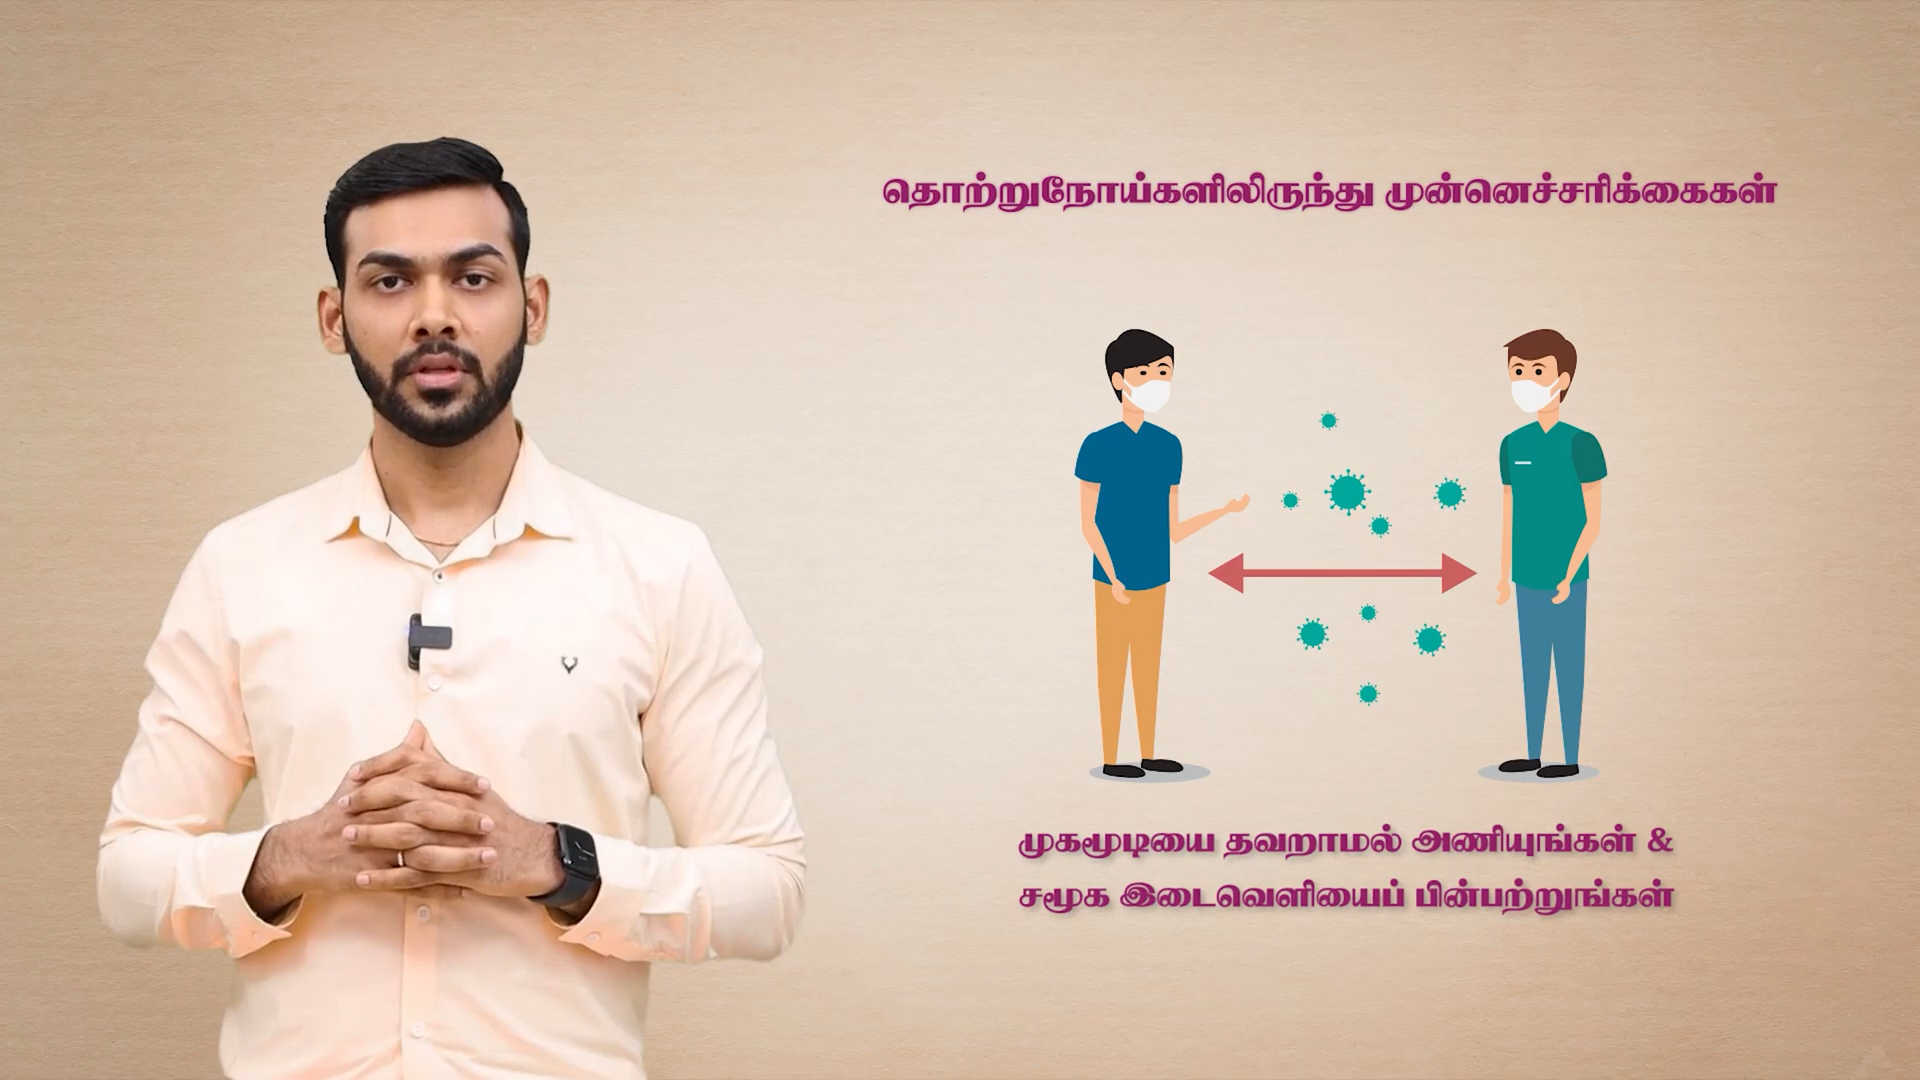 தொற்றுநோய்களிலிருந்து முன்னெச்சரிக்கைகள்
முகமூடியை தவறாமல் அணியுங்கள் &
சமூக இடைவெளியைப் பின்பற்றுங்கள்